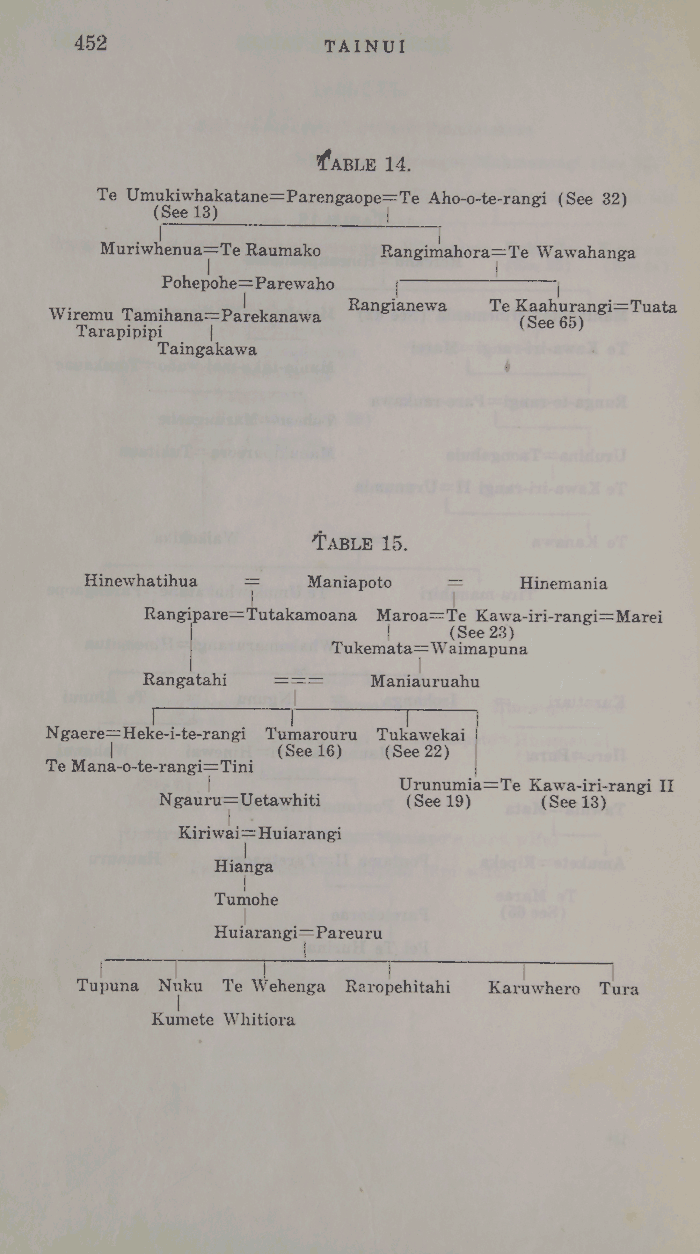 452 TAINUI
TABLE 14.
Te Umukiwhakatane=Parengaope=Te Aho-o-te-rangi (See 32)
(See 13)
Muriwhenua=Te Raumako Rangimahora=Te Wawahanga
Pohepohe=Parewaho
Rangianewa Te Kaahurangi=Tuata
Wiremu Tamihana=Parekanawa (See 65)
Tarapipipi
Taingakawa
TABLE 15.
Hinewhatihua = Maniapoto = Hinemania
Rangipare=Tutakamoana Maroa=Te Kawa-iri-rangi=Marei
(See 23)
Tukemata=Waimapuna
Rangatahi === Maniauruahu
Ngaere=Heke-i-te-rangi Tumarouru Tukawekai
(See 16) (See 22)
Te Mana-o-te-rangi=Tini
Urunumia=Te Kawa-iri-rangi II
Ngauru=Uetawhiti (See 19) (See 13)
Kiriwai=Huiarangi
Hianga
Tumohe
Huiarangi=Pareuru
Tupuna Nuku Te Wehenga Raropehitahi Karuwhero Tura
Kumete Whitiora